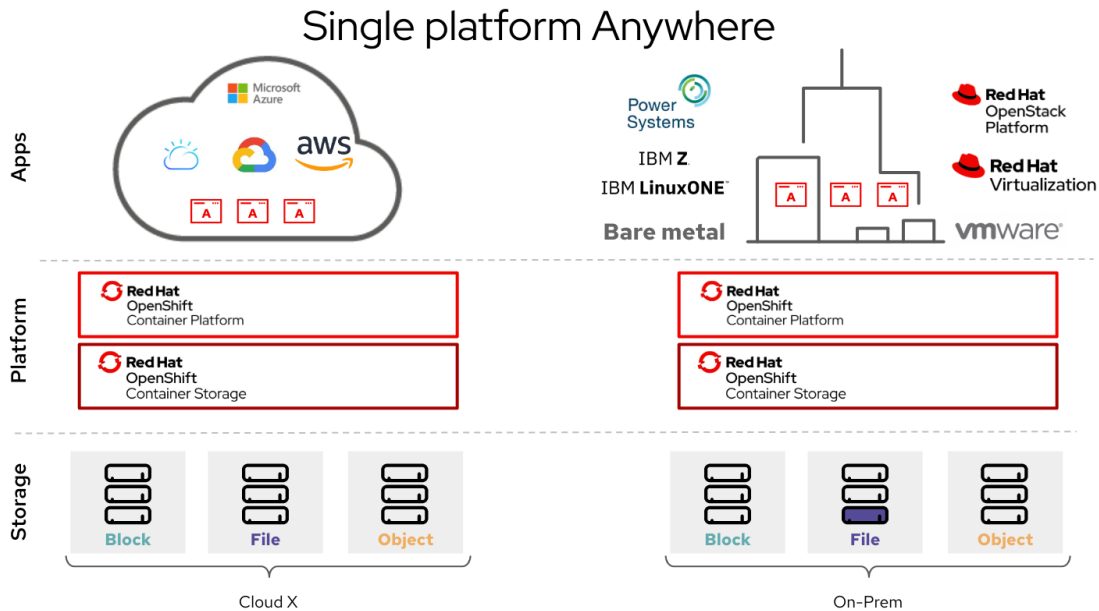 Single platform Anywhere
Apps
Microsoft
Azure
aws
A
A
A
Power
Systems
IBM Z
IBM LinuxONE™
Bare metal
A
A
A
Red Hat
OpenStack
Platform
Red Hat
Virtualization
vmware®
Platform
Red Hat
OpenShift
Container Platform
Red Hat
OpenShift
Container Storage
Red Hat
OpenShift
Container Platform
Red Hat
OpenShift
Container Storage
Storage
Block
File
Object
Cloud X
Block
File
Object
On-Prem